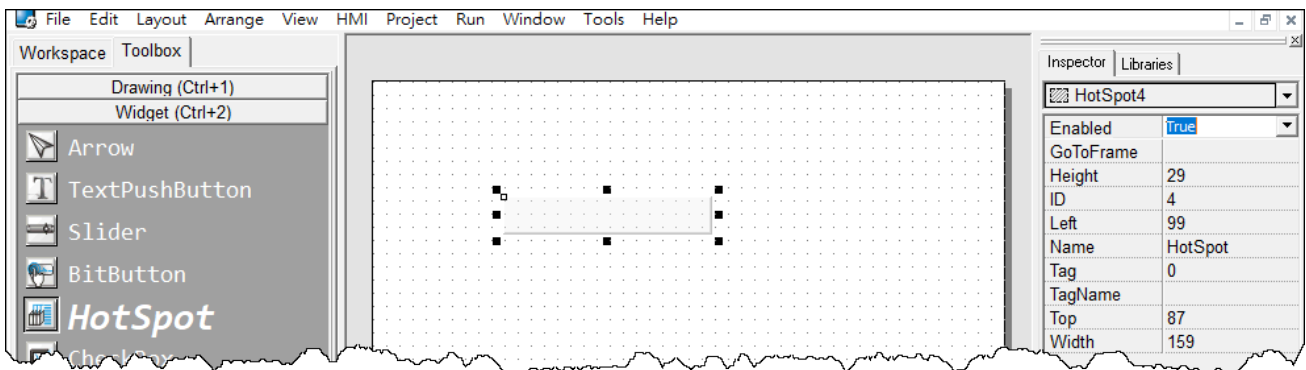 File Edit Layout Arrange View HMI Project Run Window Tools Help
Workspace Toolbox
Drawing (Ctrl+1)
Widget (Ctrl+2)
Arrow
TextPushButton
Slider
BitButton
HotSpot
CheckBox
Inspector Libraries
HotSpot4
Enabled True
GoToFrame
Height 29
ID 4
Left 99
Name HotSpot
Tag 0
TagName
Top 87
Width 159